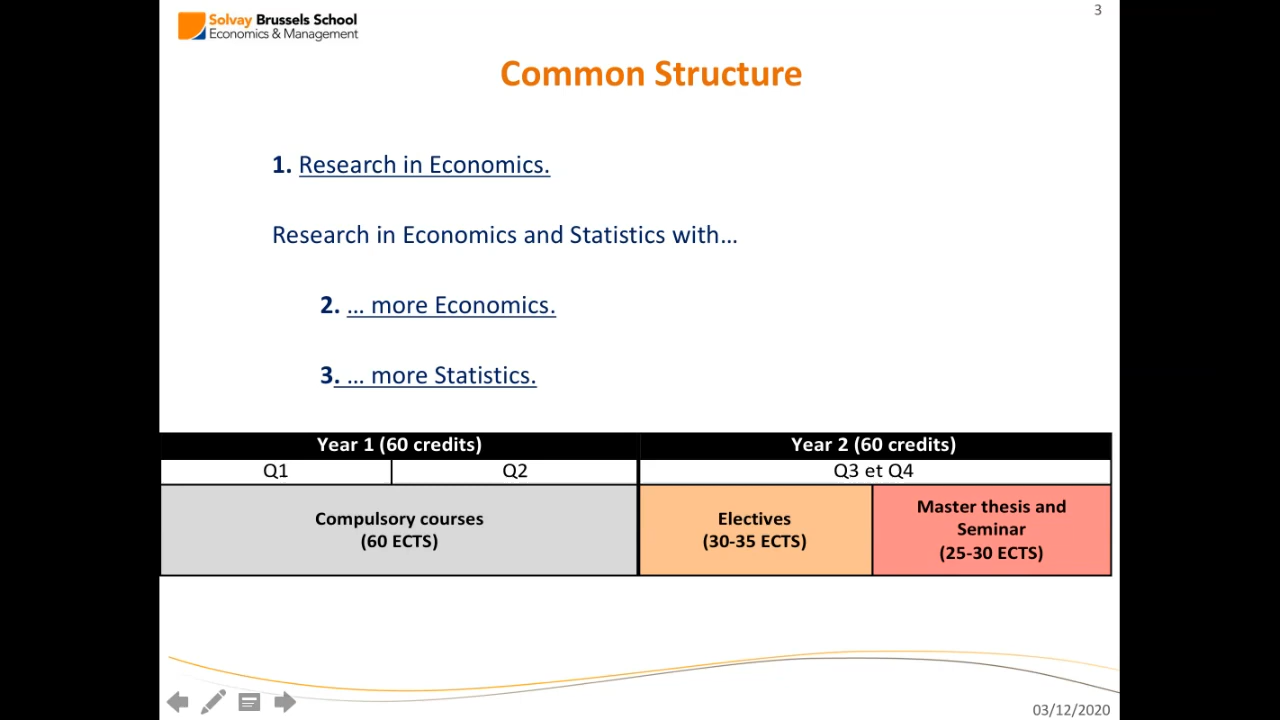 Solvay Brussels School
Economics & Management
3
Common Structure
1. Research in Economics.
Research in Economics and Statistics with…
2. … more Economics.
3. … more Statistics.
Year 1 (60 credits)
Year 2 (60 credits)
Q1
Q2
Q3 et Q4
Compulsory courses
(60 ECTS)
Electives
(30-35 ECTS)
Master thesis and
Seminar
(25-30 ECTS)
03/12/2020